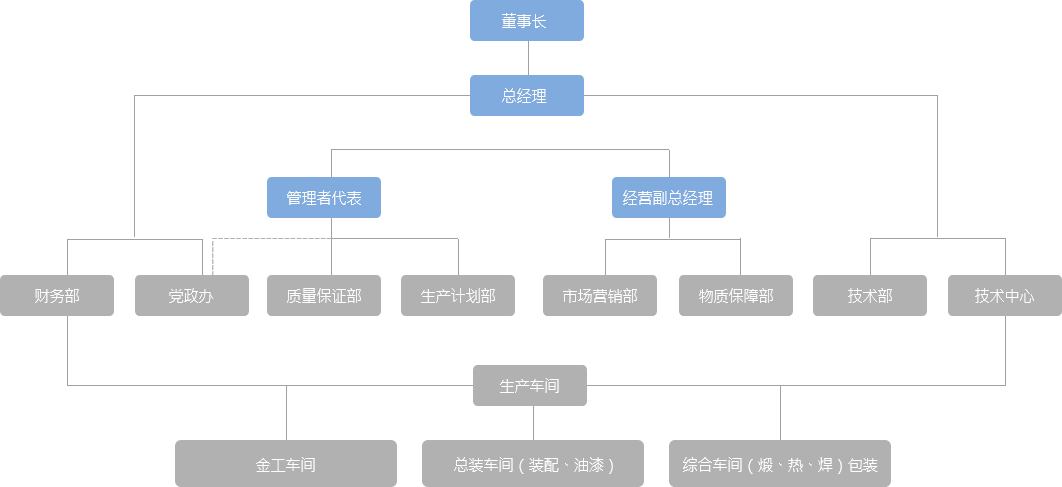 董事长
总经理
管理者代表
经营副总经理
财务部
党政办
质量保证部
生产计划部
市场营销部
物质保障部
技术部
技术中心
生产车间
金工车间
总装车间（装配、油漆）
综合车间（煅、热、焊）包装